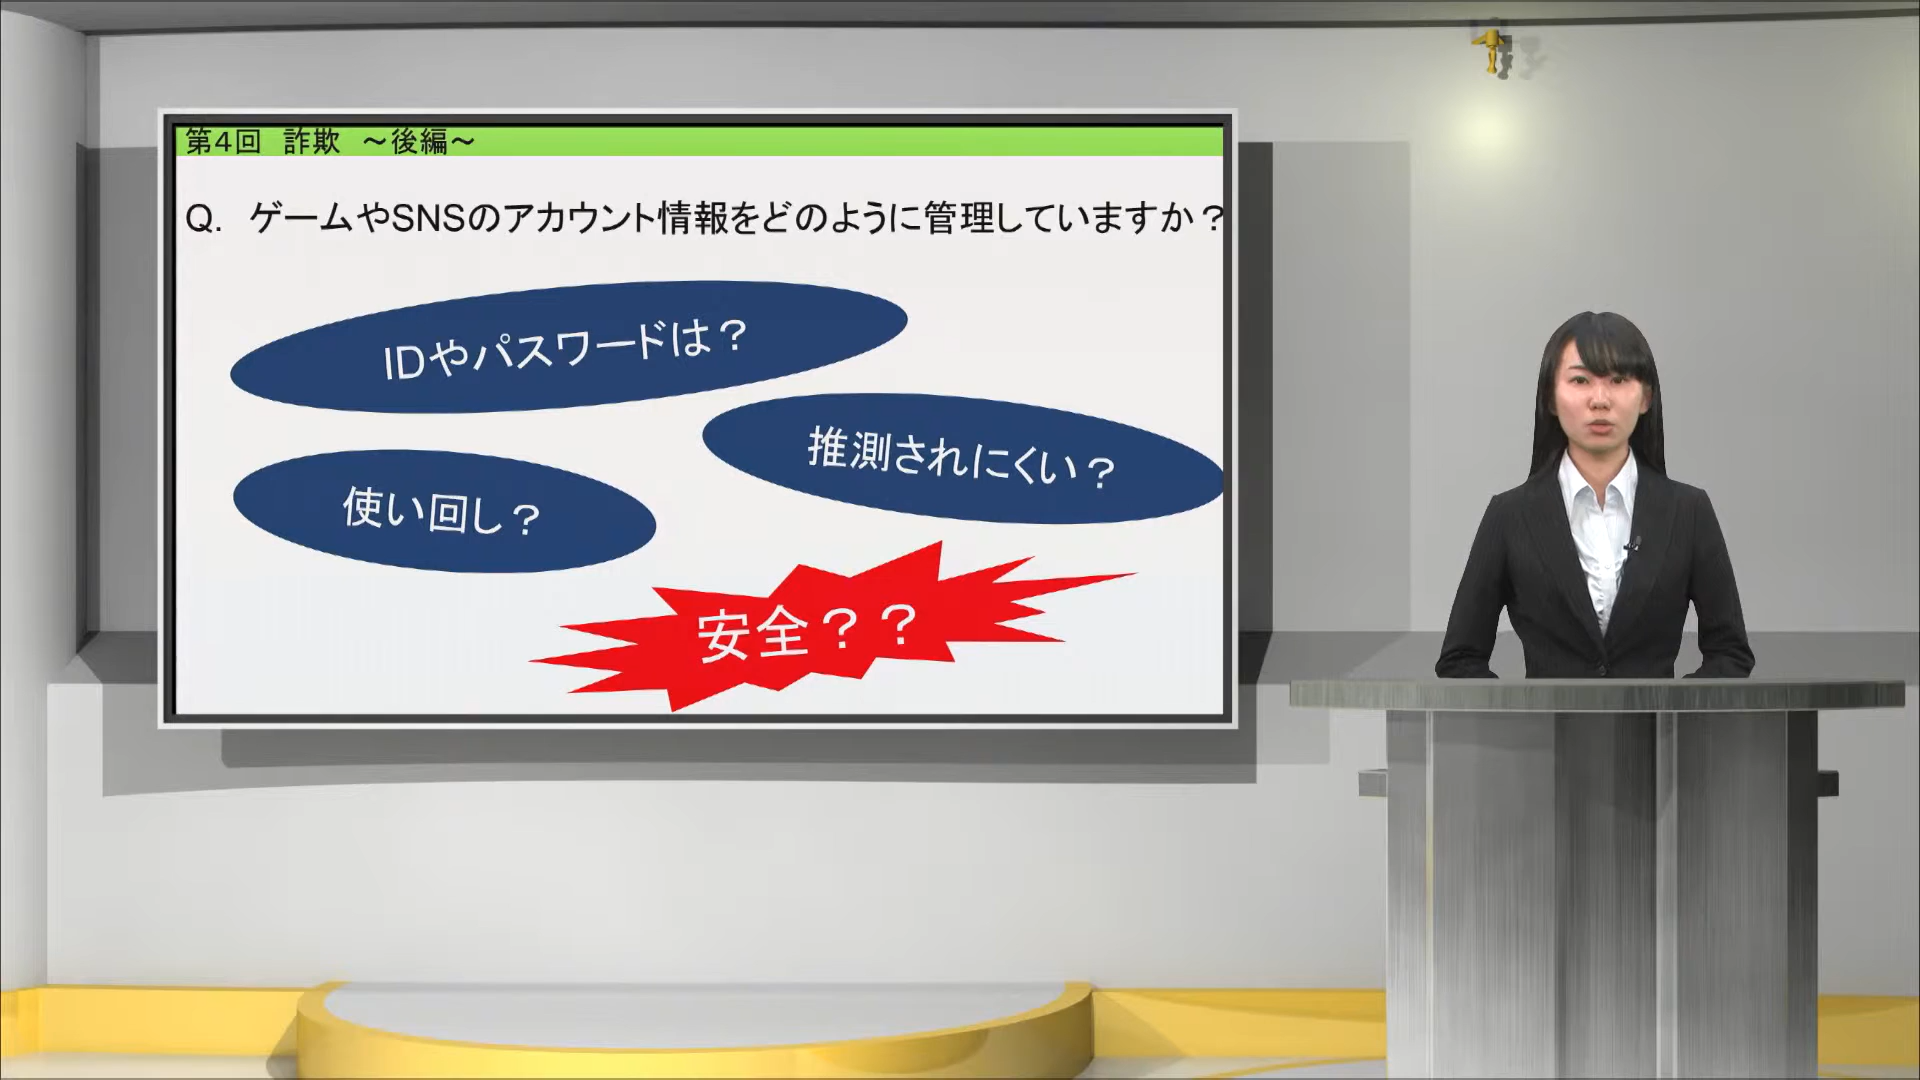 第4回　詐欺　～後編～
Q.　ゲームやSNSのアカウント情報をどのように管理していますか？
IDやパスワードは？
推測されにくい？
使い回し？
安全？？